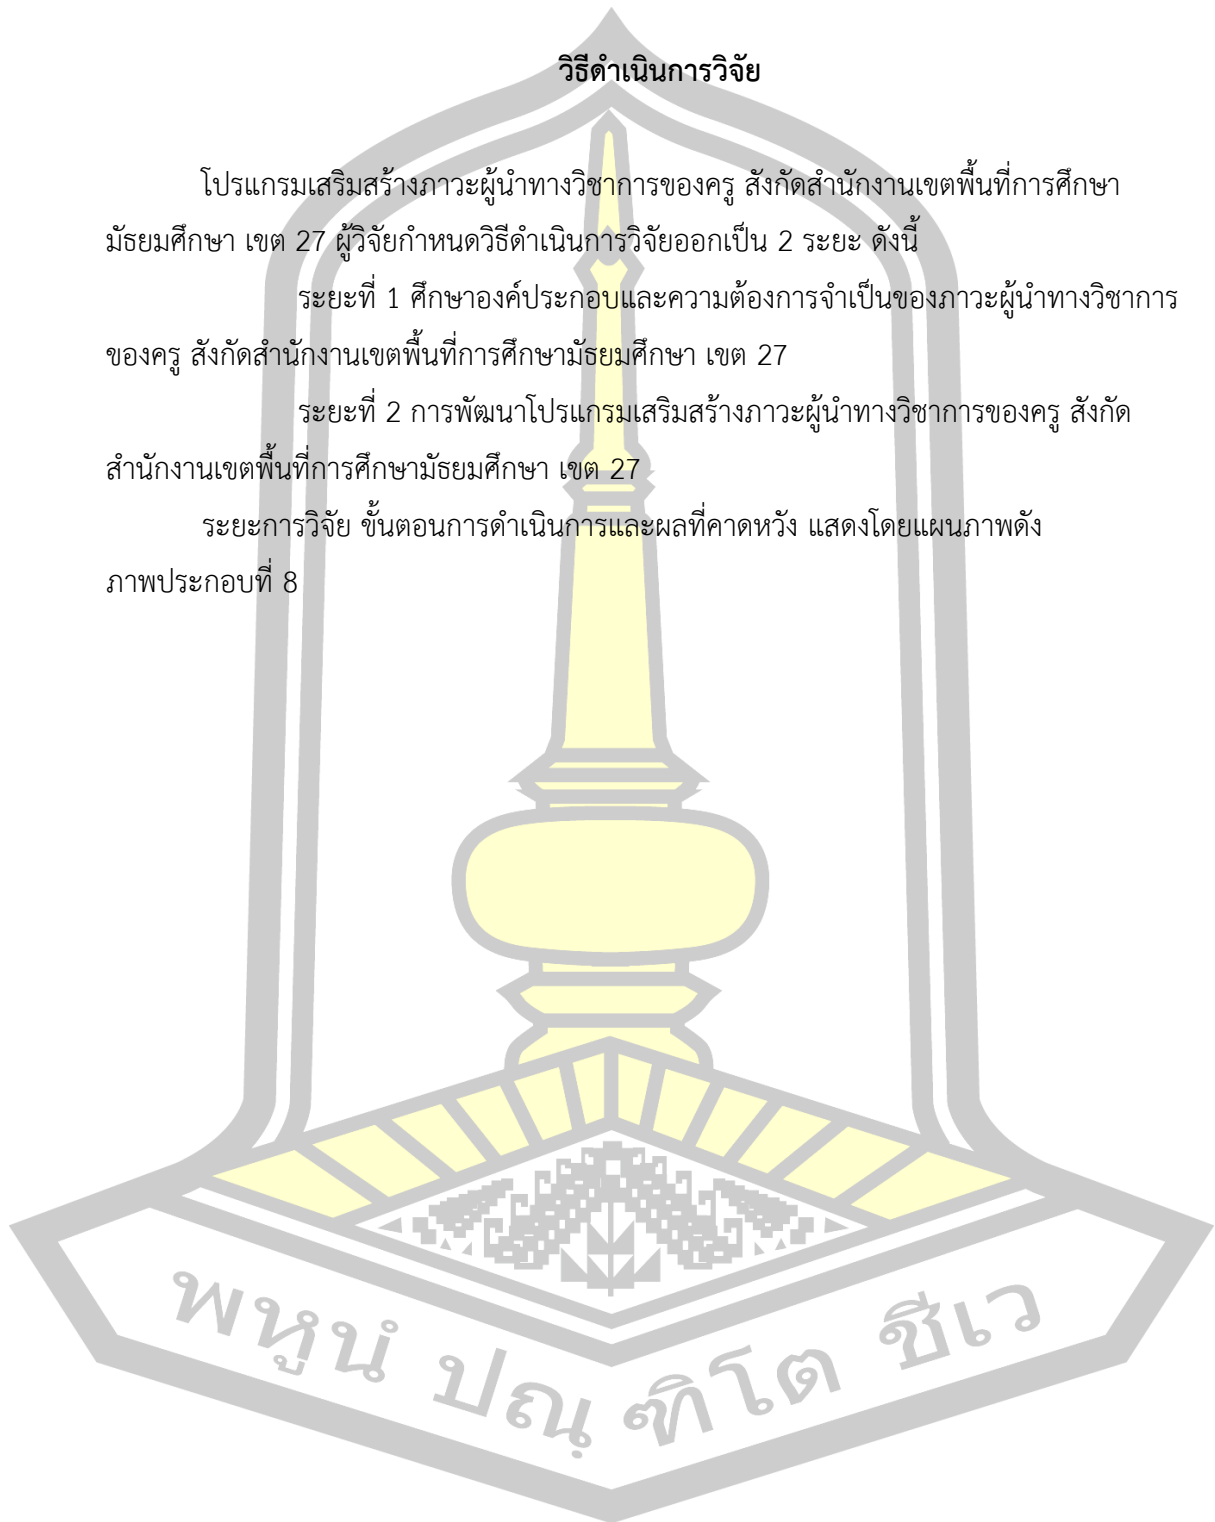 วิธีดำเนินการวิจัย
โปรแกรมเสริมสร้างภาวะผู้นำทางวิชาการของครู สังกัดสำนักงานเขตพื้นที่การศึกษา
มัธยมศึกษา เขต 27 ผู้วิจัยกำหนดวิธีดำเนินการวิจัยออกเป็น 2 ระยะ ดังนี้
ระยะที่ 1 ศึกษาองค์ประกอบและความต้องการจำเป็นของภาวะผู้นำทางวิชาการ
ของครู สังกัดสำนักงานเขตพื้นที่การศึกษามัธยมศึกษา เขต 27
ระยะที่ 2 การพัฒนาโปรแกรมเสริมสร้างภาวะผู้นำทางวิชาการของครู สังกัด
สำนักงานเขตพื้นที่การศึกษามัธยมศึกษา เขต 27
ระยะการวิจัย ขั้นตอนการดำเนินการและผลที่คาดหวัง แสดงโดยแผนภาพดัง
ภาพประกอบที่ 8
พหูนํ ปณฺฑิโต ชีเว